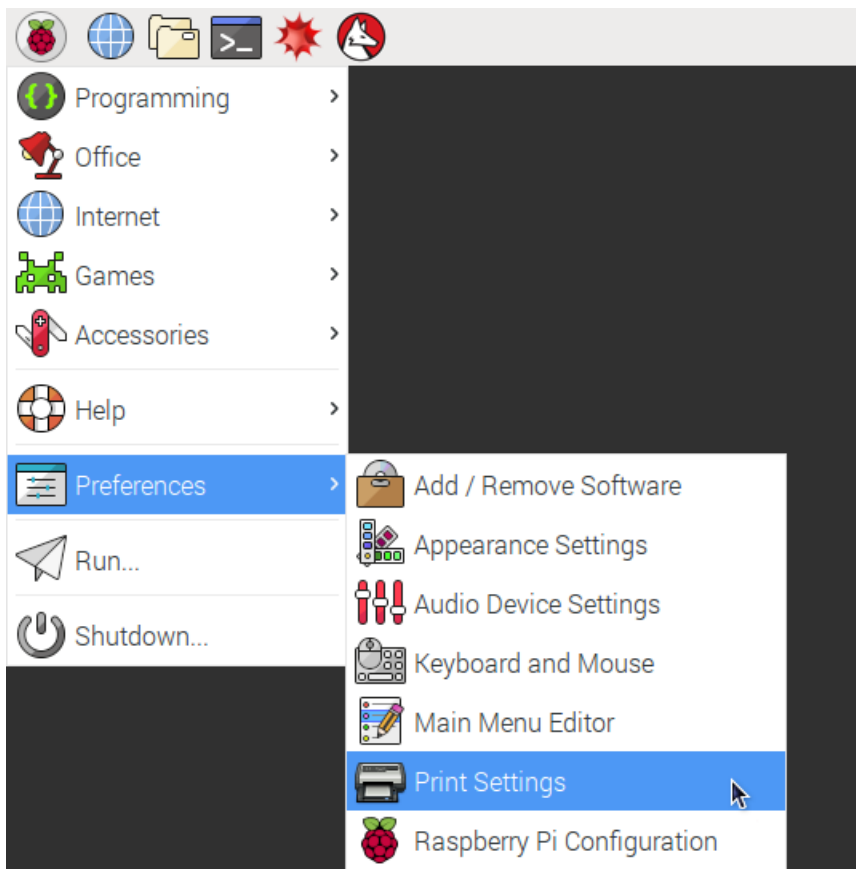 >_
Programming
Office
Internet
Games
Accessories
Help
Preferences
Run...
Shutdown...
Add / Remove Software
Appearance Settings
Audio Device Settings
Keyboard and Mouse
Main Menu Editor
Print Settings
Raspberry Pi Configuration